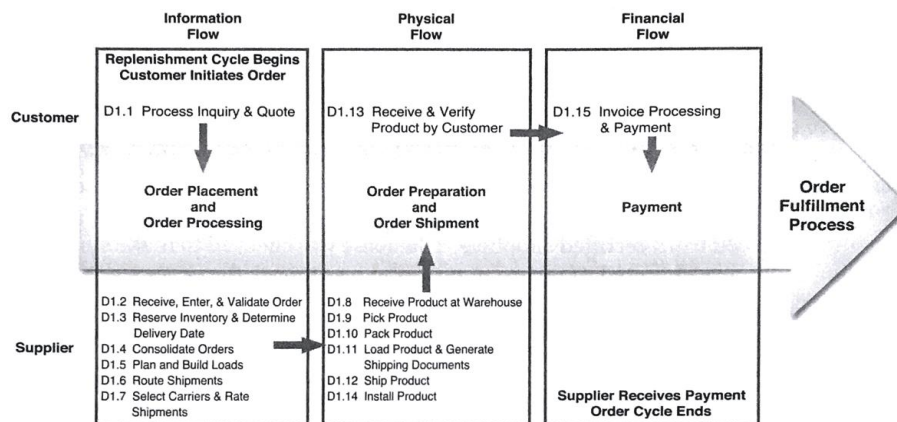 Information
Flow
Physical
Flow
Financial
Flow
Replenishment Cycle Begins
Customer Initiates Order
Customer
D1.1 Process Inquiry & Quote
D1.13 Receive & Verify
Product by Customer
D1.15 Invoice Processing
& Payment
Order Placement
and
Order Processing
Order Preparation
and
Order Shipment
Payment
Order
Fulfillment
Process
Supplier
D1.2 Receive, Enter, & Validate Order
D1.3 Reserve Inventory & Determine
Delivery Date
D1.4 Consolidate Orders
D1.5 Plan and Build Loads
D1.6 Route Shipments
D1.7 Select Carriers & Rate
Shipments
D1.8 Receive Product at Warehouse
D1.9 Pick Product
D1.10 Pack Product
D1.11 Load Product & Generate
Shipping Documents
D1.12 Ship Product
D1.14 Install Product
Supplier Receives Payment
Order Cycle Ends